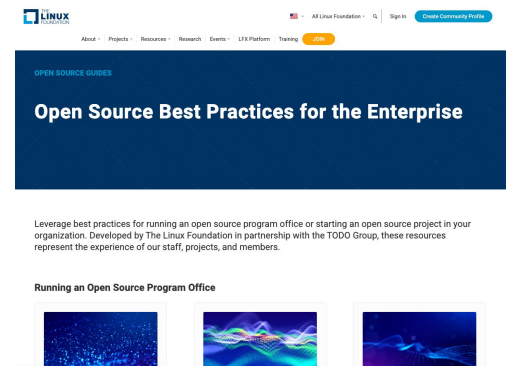 THE
LINUX
FOUNDATION
All Linux Foundation
Sign In
Create Community Profile
About
Projects
Resources
Research
Events
LFX Platform
Training
JOIN
OPEN SOURCE GUIDES
Open Source Best Practices for the Enterprise
Leverage best practices for running an open source program office or starting an open source project in your
organization. Developed by The Linux Foundation in partnership with the TODO Group, these resources
represent the experience of our staff, projects, and members.
Running an Open Source Program Office